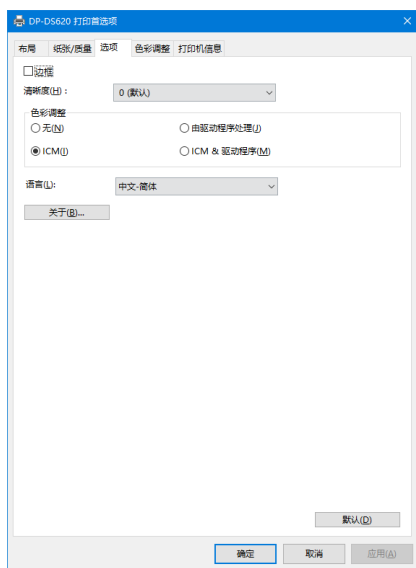 DP-DS620 打印首选项
布局 纸张/质量 选项 色彩调整 打印机信息
边框
清晰度(H)： 0 (默认)
色彩调整
无(N) 由驱动程序处理(J)
ICM(I) ICM & 驱动程序(M)
语言(L): 中文-简体
关于(B)...
默认(D)
确定 取消 应用(A)